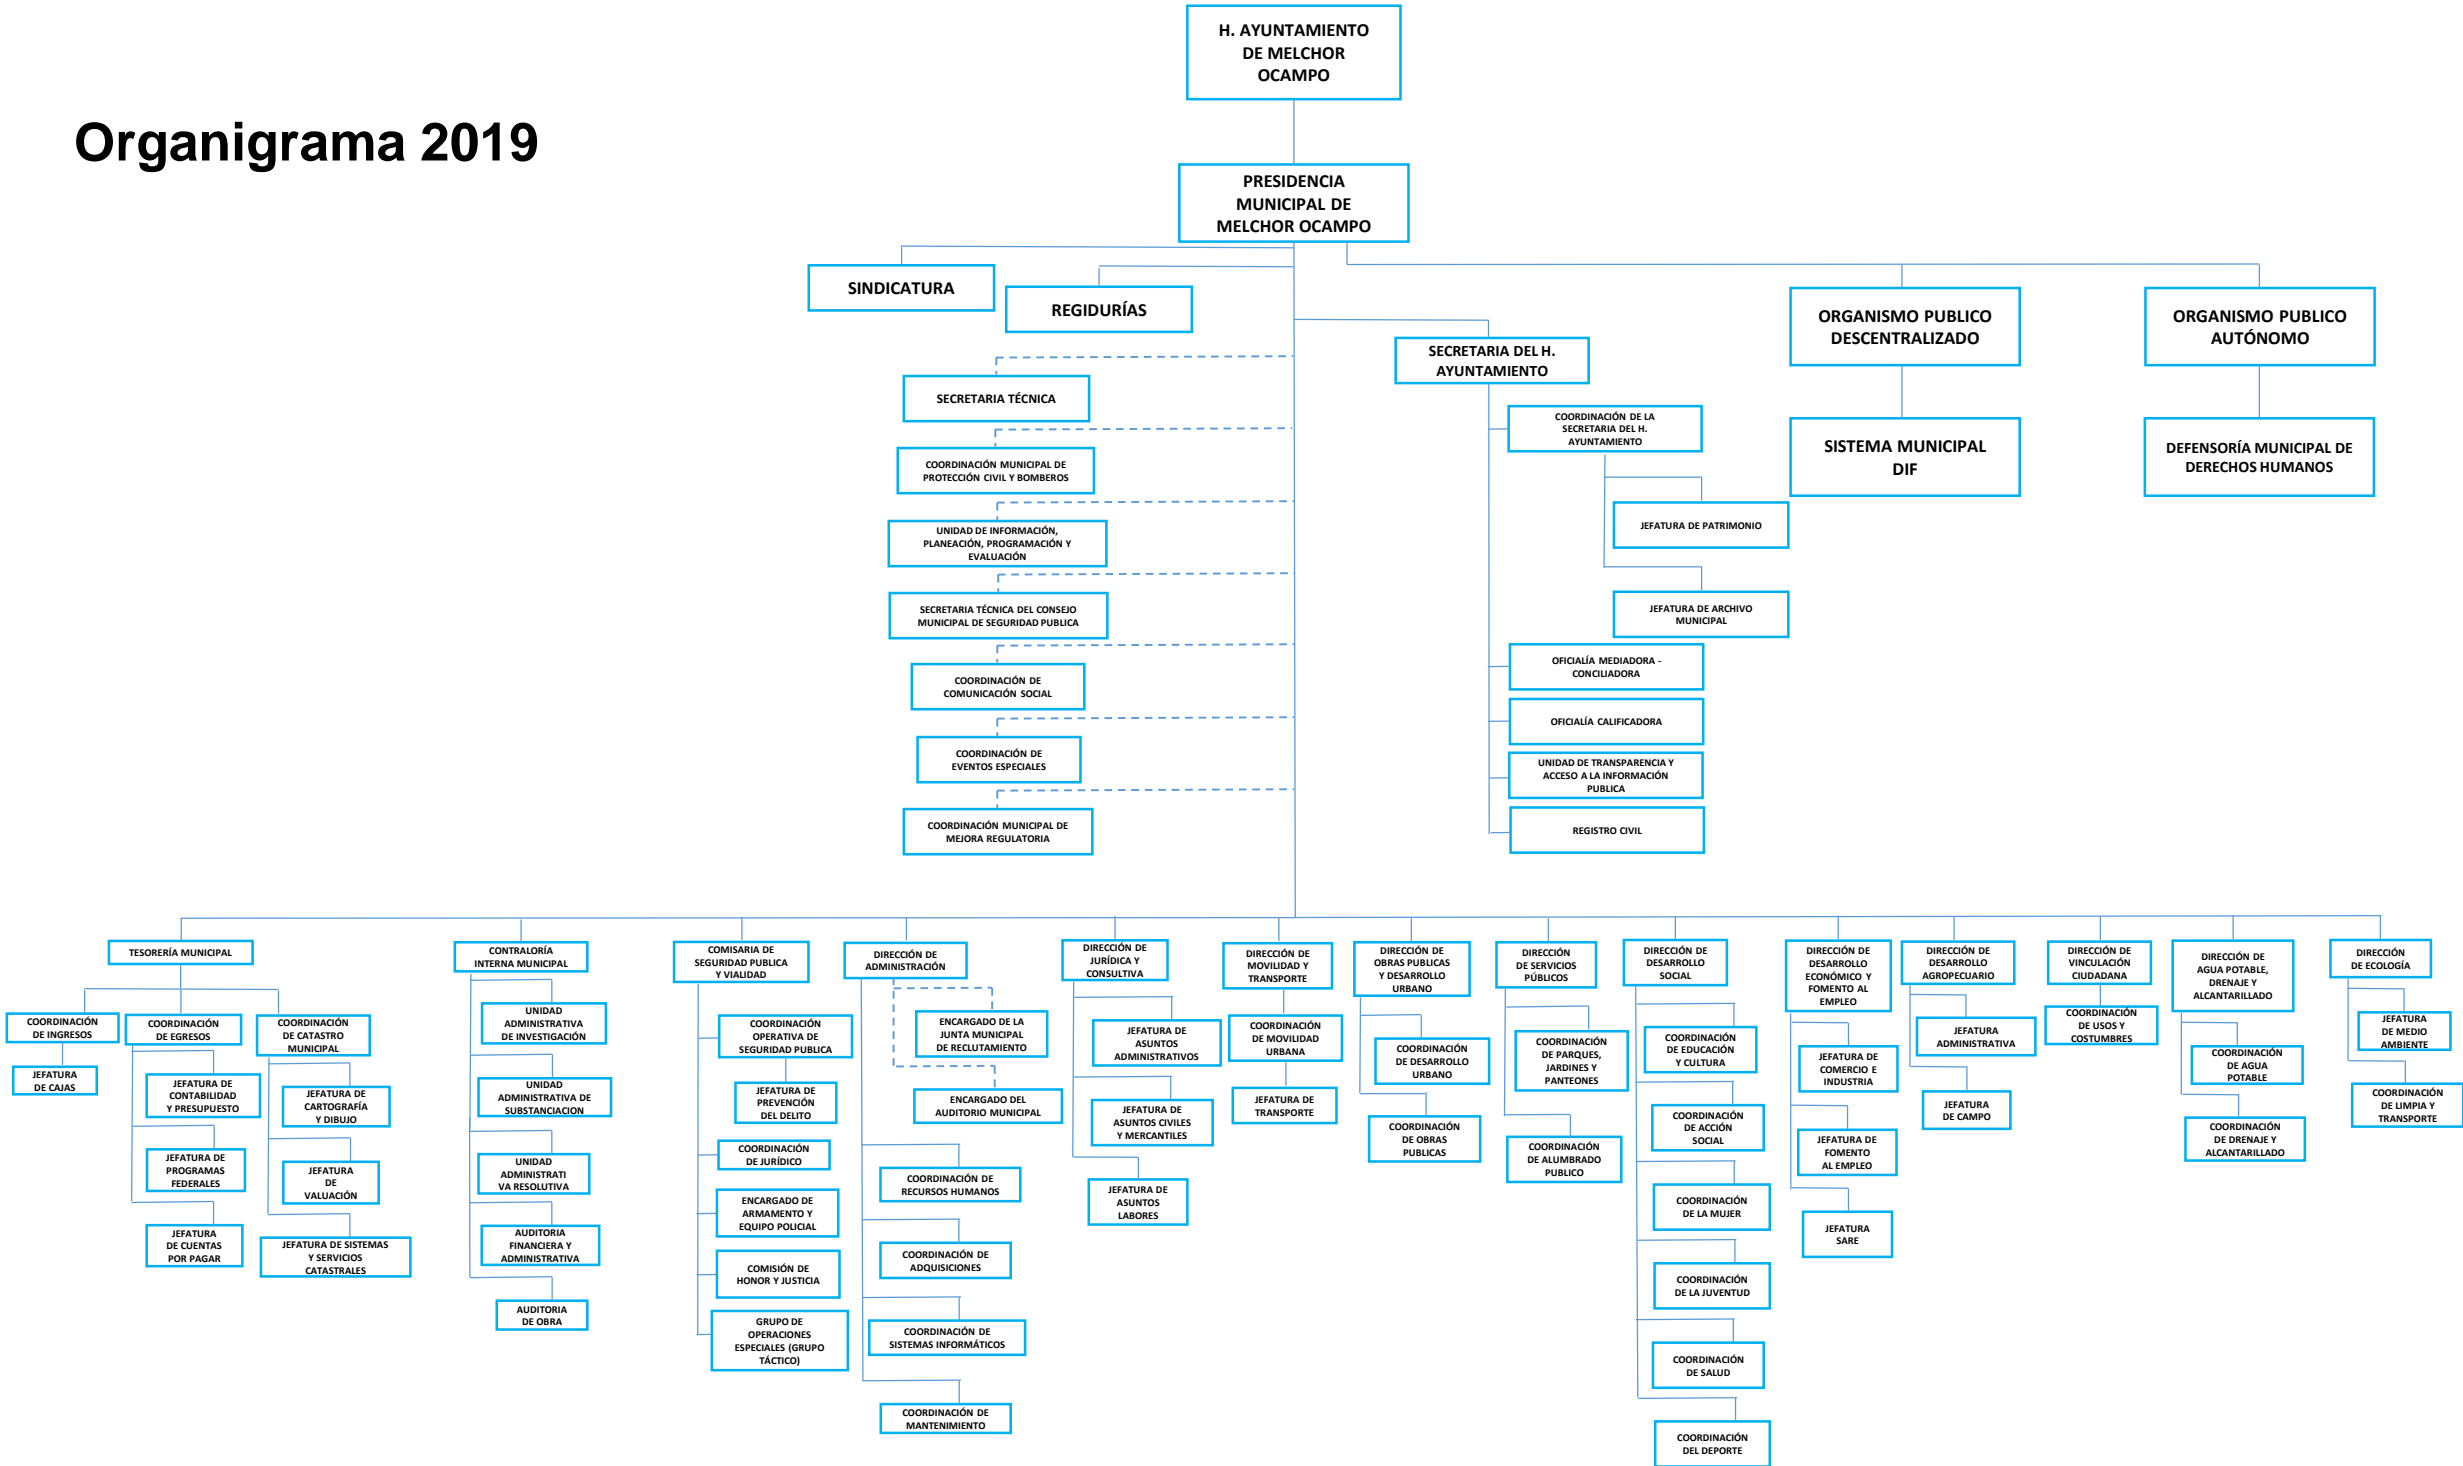 H. AYUNTAMIENTO
DE MELCHOR
OCAMPO
Organigrama 2019
PRESIDENCIA
MUNICIPAL DE
MELCHOR OCAMPO
SINDICATURA
REGIDURÍAS
ORGANISMO PUBLICO
DESCENTRALIZADO
ORGANISMO PUBLICO
AUTÓNOMO
SECRETARIA DEL H.
AYUNTAMIENTO
SECRETARIA TÉCNICA
COORDINACIÓN DE LA
SECRETARIA DEL H.
AYUNTAMIENTO
SISTEMA MUNICIPAL
DIF
DEFENSORÍA MUNICIPAL DE
DERECHOS HUMANOS
COORDINACIÓN MUNICIPAL DE
PROTECCIÓN CIVIL Y BOMBEROS
JEFATURA DE PATRIMONIO
UNIDAD DE INFORMACIÓN,
PLANEACIÓN, PROGRAMACIÓN Y
EVALUACIÓN
SECRETARIA TÉCNICA DEL CONSEJO
MUNICIPAL DE SEGURIDAD PUBLICA
JEFATURA DE ARCHIVO
MUNICIPAL
OFICIALÍA MEDIADORA -
CONCILIADORA
COORDINACIÓN DE
COMUNICACIÓN SOCIAL
OFICIALÍA CALIFICADORA
COORDINACIÓN DE
EVENTOS ESPECIALES
UNIDAD DE TRANSPARENCIA Y
ACCESO A LA INFORMACIÓN
PUBLICA
COORDINACIÓN MUNICIPAL DE
MEJORA REGULATORIA
REGISTRO CIVIL
TESORERÍA MUNICIPAL
COORDINACIÓN
DE INGRESOS
JEFATURA
DE CAJAS
COORDINACIÓN
DE EGRESOS
JEFATURA DE
CONTABILIDAD
Y PRESUPUESTO
JEFATURA DE
PROGRAMAS
FEDERALES
JEFATURA
DE CUENTAS
POR PAGAR
COORDINACIÓN
DE CATASTRO
MUNICIPAL
JEFATURA DE
CARTOGRAFÍA
Y DIBUJO
JEFATURA
DE
VALUACIÓN
JEFATURA DE SISTEMAS
Y SERVICIOS
CATASTRALES
CONTRALORÍA
INTERNA MUNICIPAL
UNIDAD
ADMINISTRATIVA
DE INVESTIGACIÓN
UNIDAD
ADMINISTRATIVA DE
SUBSTANCIACION
UNIDAD
ADMINISTRATI
VA RESOLUTIVA
AUDITORIA
FINANCIERA Y
ADMINISTRATIVA
AUDITORIA
DE OBRA
COMISARIA DE
SEGURIDAD PUBLICA
Y VIALIDAD
COORDINACIÓN
OPERATIVA DE
SEGURIDAD PUBLICA
JEFATURA DE
PREVENCIÓN
DEL DELITO
COORDINACIÓN
DE JURÍDICO
ENCARGADO DE
ARMAMENTO Y
EQUIPO POLICIAL
COMISIÓN DE
HONOR Y JUSTICIA
GRUPO DE
OPERACIONES
ESPECIALES (GRUPO
TÁCTICO)
DIRECCIÓN DE
ADMINISTRACIÓN
ENCARGADO DE LA
JUNTA MUNICIPAL
DE RECLUTAMIENTO
ENCARGADO DEL
AUDITORIO MUNICIPAL
COORDINACIÓN DE
RECURSOS HUMANOS
COORDINACIÓN DE
ADQUISICIONES
COORDINACIÓN DE
SISTEMAS INFORMÁTICOS
COORDINACIÓN DE
MANTENIMIENTO
DIRECCIÓN DE
JURÍDICA Y
CONSULTIVA
JEFATURA DE
ASUNTOS
ADMINISTRATIVOS
JEFATURA DE
ASUNTOS CIVILES
Y MERCANTILES
JEFATURA DE
ASUNTOS
LABORES
DIRECCIÓN DE
MOVILIDAD Y
TRANSPORTE
COORDINACIÓN
DE MOVILIDAD
URBANA
JEFATURA DE
TRANSPORTE
DIRECCIÓN DE
OBRAS PUBLICAS
Y DESARROLLO
URBANO
COORDINACIÓN
DE DESARROLLO
URBANO
COORDINACIÓN
DE OBRAS
PUBLICAS
DIRECCIÓN
DE SERVICIOS
PÚBLICOS
COORDINACIÓN
DE PARQUES,
JARDINES Y
PANTEONES
COORDINACIÓN
DE ALUMBRADO
PUBLICO
DIRECCIÓN DE
DESARROLLO
SOCIAL
COORDINACIÓN
DE EDUCACIÓN
Y CULTURA
COORDINACIÓN
DE ACCIÓN
SOCIAL
COORDINACIÓN
DE LA MUJER
COORDINACIÓN
DE LA JUVENTUD
COORDINACIÓN
DE SALUD
COORDINACIÓN
DEL DEPORTE
DIRECCIÓN DE
DESARROLLO
ECONÓMICO Y
FOMENTO AL
EMPLEO
JEFATURA DE
COMERCIO E
INDUSTRIA
JEFATURA DE
FOMENTO
AL EMPLEO
JEFATURA
SARE
DIRECCIÓN DE
DESARROLLO
AGROPECUARIO
JEFATURA
ADMINISTRATIVA
JEFATURA
DE CAMPO
DIRECCIÓN DE
VINCULACIÓN
CIUDADANA
COORDINACIÓN
DE USOS Y
COSTUMBRES
DIRECCIÓN DE
AGUA POTABLE,
DRENAJE Y
ALCANTARILLADO
COORDINACIÓN
DE AGUA
POTABLE
COORDINACIÓN
DE DRENAJE Y
ALCANTARILLADO
DIRECCIÓN
DE ECOLOGÍA
JEFATURA
DE MEDIO
AMBIENTE
COORDINACIÓN
DE LIMPIA Y
TRANSPORTE